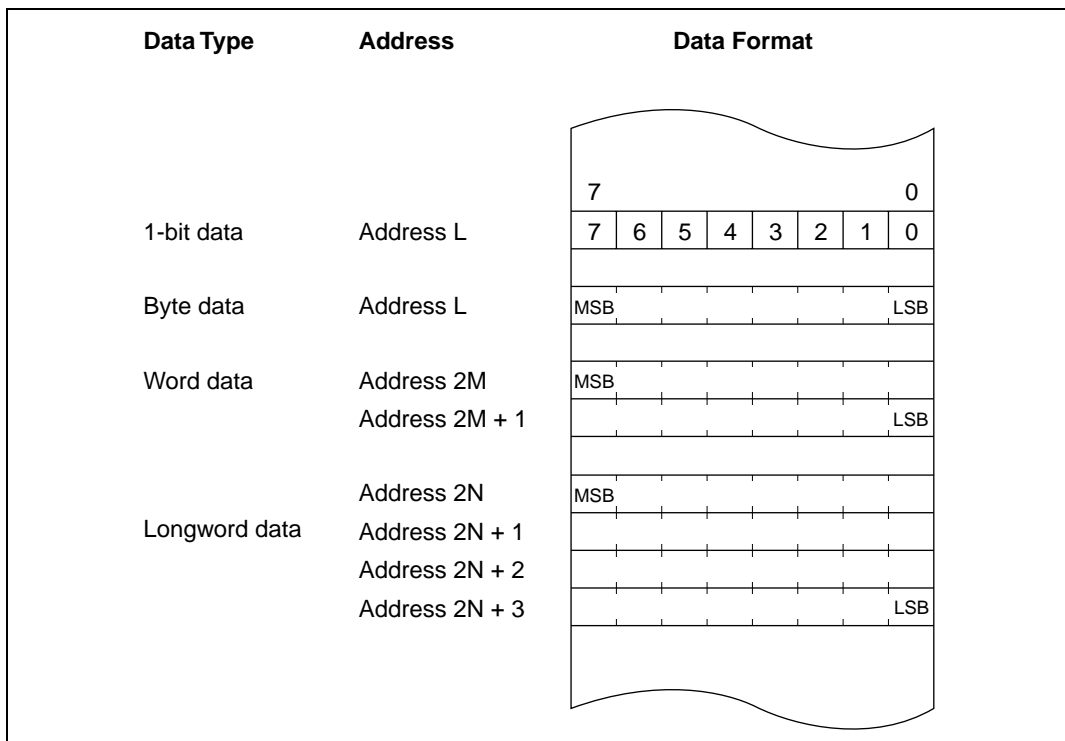 Data Type Address Data Format
7 0
1-bit data Address L 7 6 5 4 3 2 1 0
Byte data Address L MSB LSB
Word data Address 2M MSB
Address 2M + 1 LSB
Address 2N MSB
Longword data Address 2N + 1
Address 2N + 2
Address 2N + 3 LSB